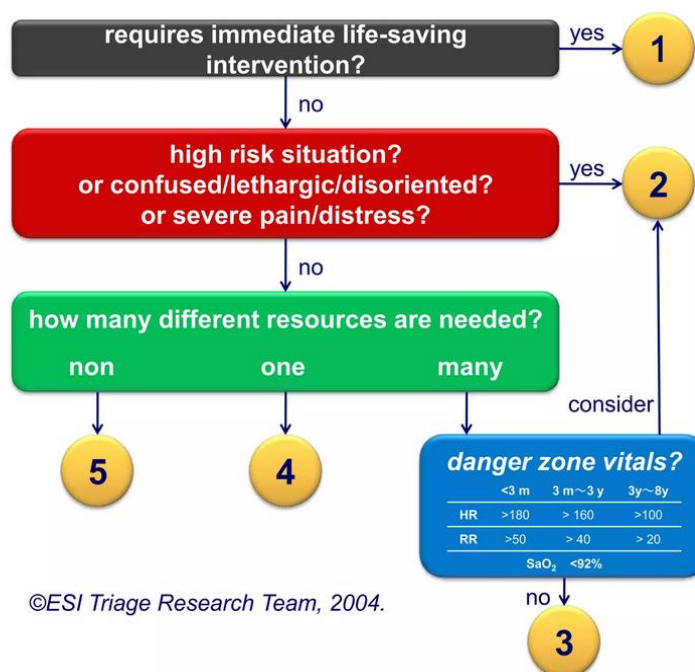 requires immediate life-saving
intervention?
yes
1
no
high risk situation?
or confused/lethargic/disoriented?
or severe pain/distress?
yes
2
no
how many different resources are needed?
non one many
5
4
consider
danger zone vitals?
<3 m 3 m~3 y 3y~8y
HR >180 > 160 >100
RR >50 > 40 > 20
SaO₂ <92%
no
3
©ESI Triage Research Team, 2004.